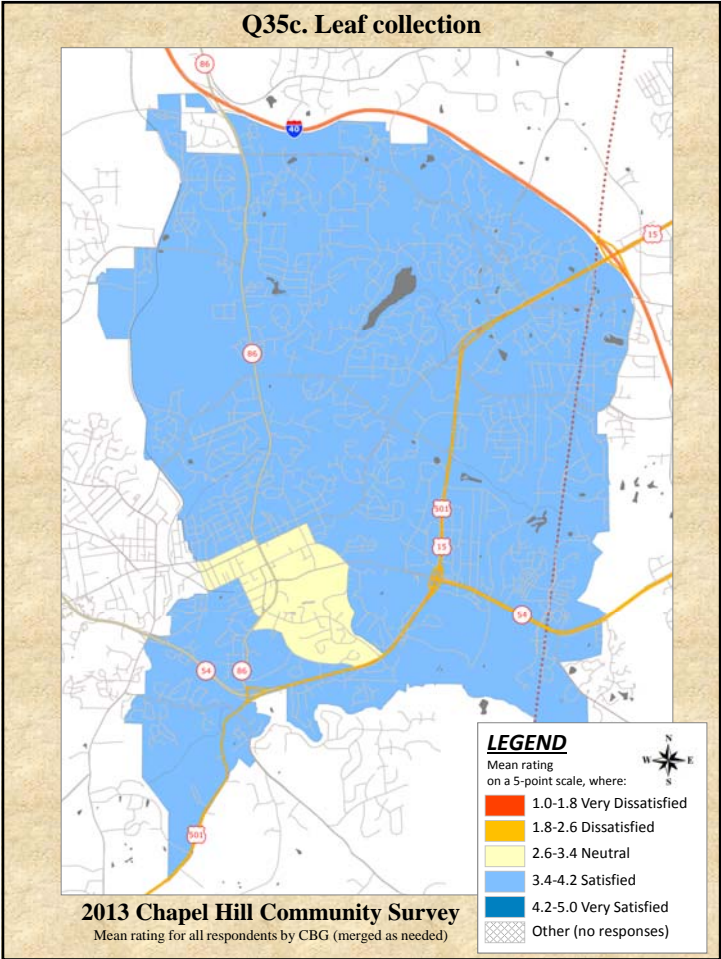 Q35c. Leaf collection
86
40
15
86
501
15
54
54
86
501
LEGEND
Mean rating
on a 5-point scale, where:
N
W E
S
1.0-1.8 Very Dissatisfied
1.8-2.6 Dissatisfied
2.6-3.4 Neutral
3.4-4.2 Satisfied
4.2-5.0 Very Satisfied
Other (no responses)
2013 Chapel Hill Community Survey
Mean rating for all respondents by CBG (merged as needed)